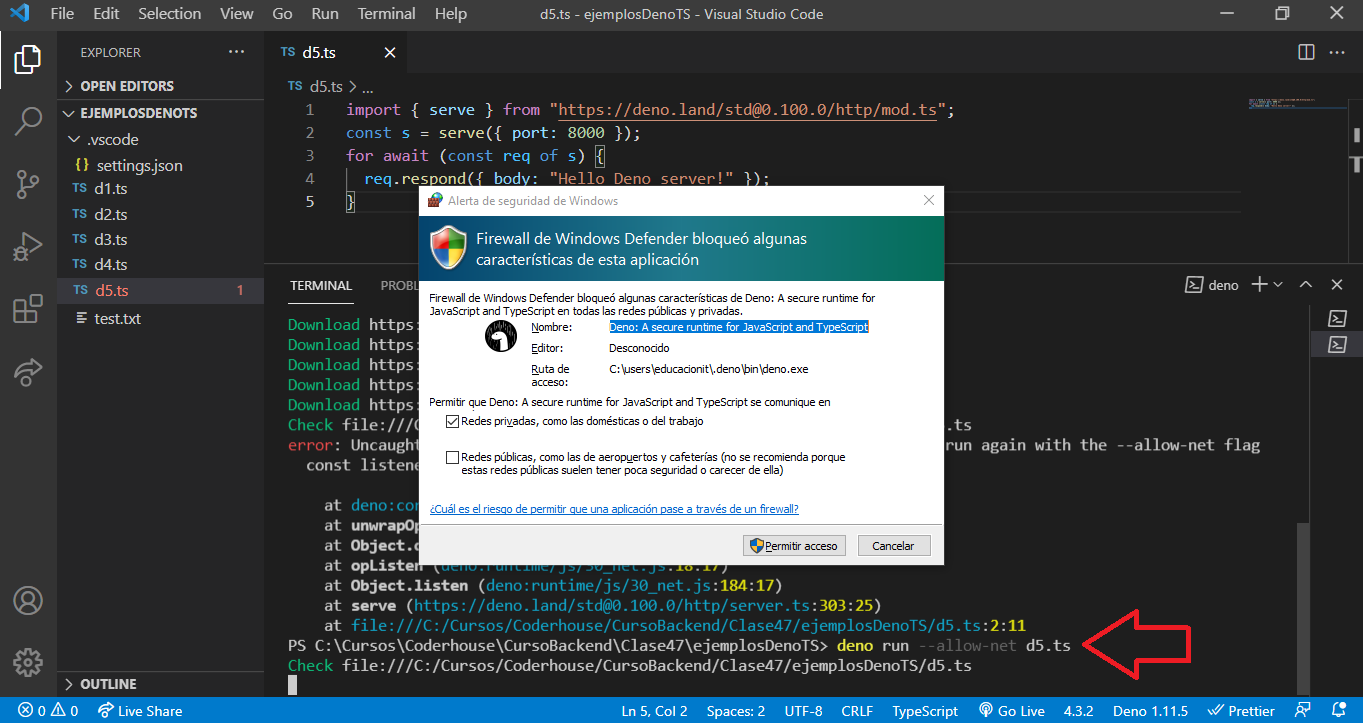 File Edit Selection View Go Run Terminal Help d5.ts - ejemplosDenoTS - Visual Studio Code
EXPLORER
OPEN EDITORS
EJEMPLOSDENOTS
.vscode
{} settings.json
TS d1.ts
TS d2.ts
TS d3.ts
TS d4.ts
TS d5.ts 1
test.txt
OUTLINE
TS d5.ts
TS d5.ts > ...
1 import { serve } from "https://deno.land/std@0.100.0/http/mod.ts";
2 const s = serve({ port: 8000 });
3 for await (const req of s) {
4 req.respond({ body: "Hello Deno server!" });
5 }
TERMINAL PROBL
deno
Download https:
Download https:
Download https:
Download https:
Download https:
Check file:///C .ts
error: Uncaught run again with the --allow-net flag
const listene
at deno:cor
at unwrapOp
at Object.
at opListen (deno:runtime/js/30_net.js:18:17)
at Object.listen (deno:runtime/js/30_net.js:184:17)
at serve (https://deno.land/std@0.100.0/http/server.ts:303:25)
at file:///C:/Cursos/Coderhouse/CursoBackend/Clase47/ejemplosDenoTS/d5.ts:2:11
PS C:\Cursos\Coderhouse\CursoBackend\Clase47\ejemplosDenoTS> deno run --allow-net d5.ts
Check file:///C:/Cursos/Coderhouse/CursoBackend/Clase47/ejemplosDenoTS/d5.ts
Alerta de seguridad de Windows
Firewall de Windows Defender bloqueó algunas
características de esta aplicación
Firewall de Windows Defender bloqueó algunas características de Deno: A secure runtime for
JavaScript and TypeScript en todas las redes públicas y privadas.
Nombre: Deno: A secure runtime for JavaScript and TypeScript
Editor: Desconocido
Ruta de
acceso: C:\users\educacionit\.deno\bin\deno.exe
Permitir que Deno: A secure runtime for JavaScript and TypeScript se comunique en
Redes privadas, como las domésticas o del trabajo
Redes públicas, como las de aeropuertos y cafeterías (no se recomienda porque
estas redes públicas suelen tener poca seguridad o carecer de ella)
¿Cuál es el riesgo de permitir que una aplicación pase a través de un firewall?
Permitir acceso Cancelar
0 0 Live Share Ln 5, Col 2 Spaces: 2 UTF-8 CRLF TypeScript Go Live 4.3.2 Deno 1.11.5 Prettier